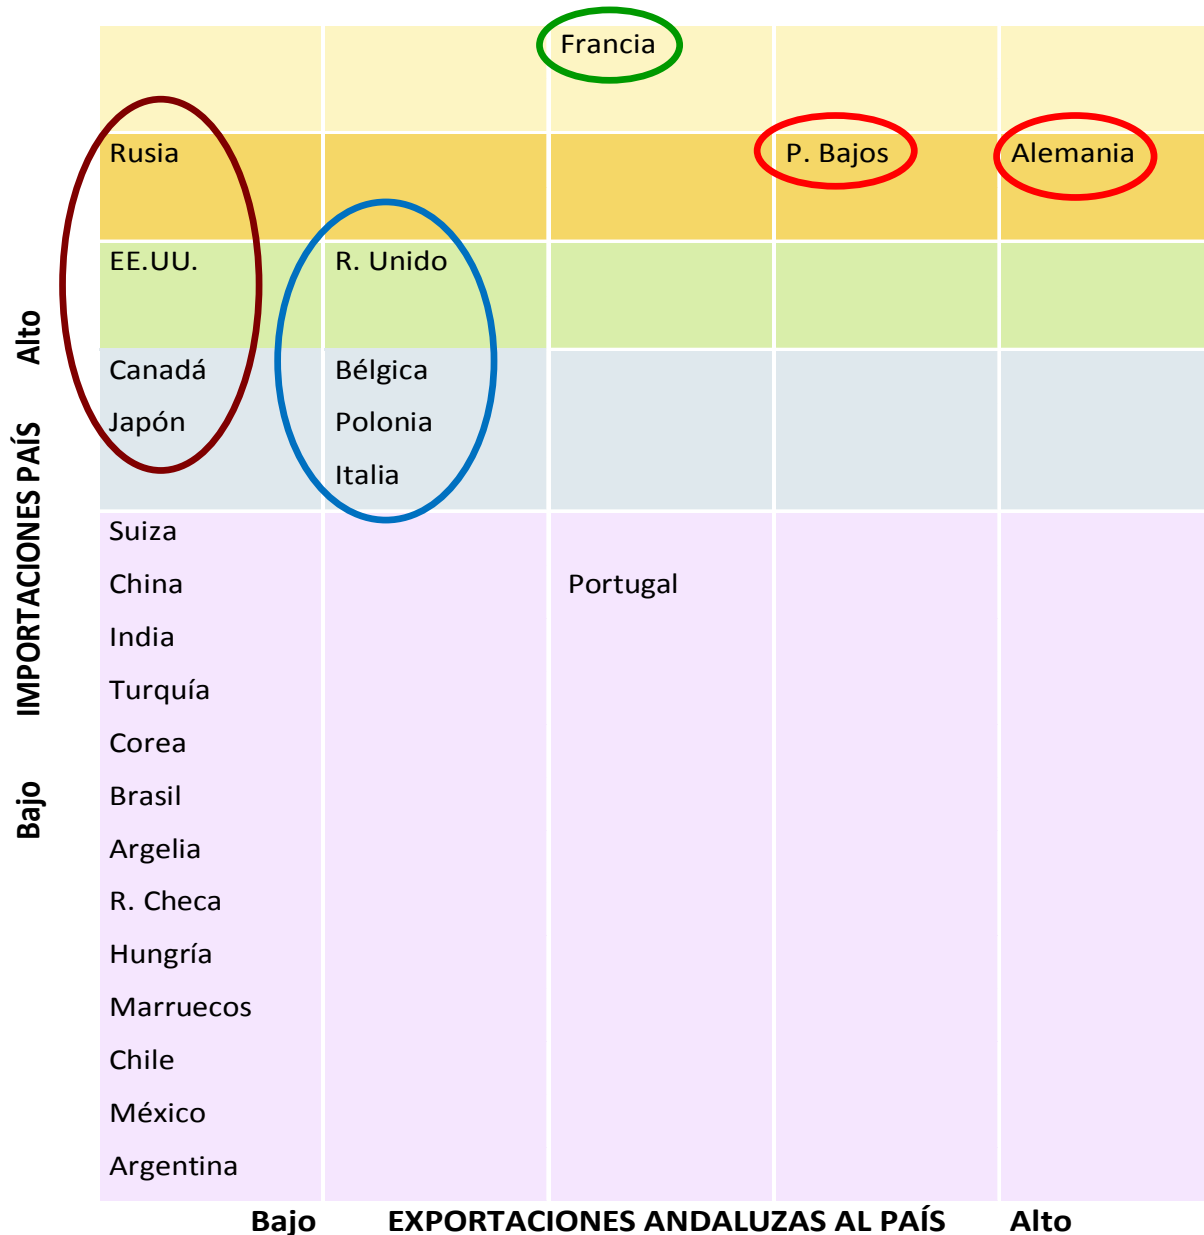 Francia
Rusia P. Bajos Alemania
EE.UU. R. Unido
Canadá Bélgica
Japón Polonia
Italia
Suiza
China Portugal
India
Turquía
Corea
Brasil
Argelia
R. Checa
Hungría
Marruecos
Chile
México
Argentina
Bajo IMPORTACIONES PAÍS Alto
Bajo EXPORTACIONES ANDALUZAS AL PAÍS Alto